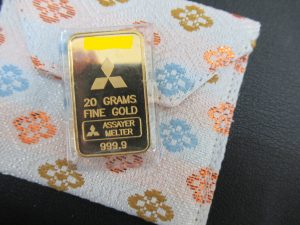 20 GRAMS
FINE GOLD
ASSAYER
MELTER
999.9